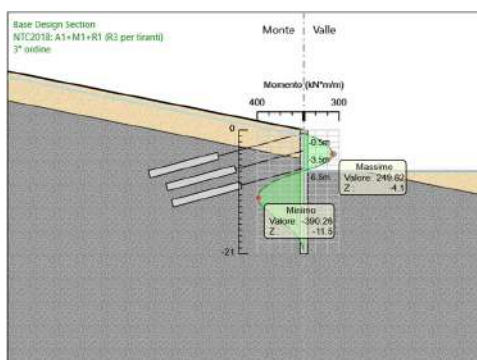 Base Design Section
NTC2018: A1+M1+R1 (R3 per tiranti)
3° ordine
Monte
Valle
Momento (kN*m/m)
400
300
0
-0.5m
-3.5m
-6.5m
-21
Massimo
Valore: 249.62
Z -4.1
Minimo
Valore: -390.26
Z -11.5